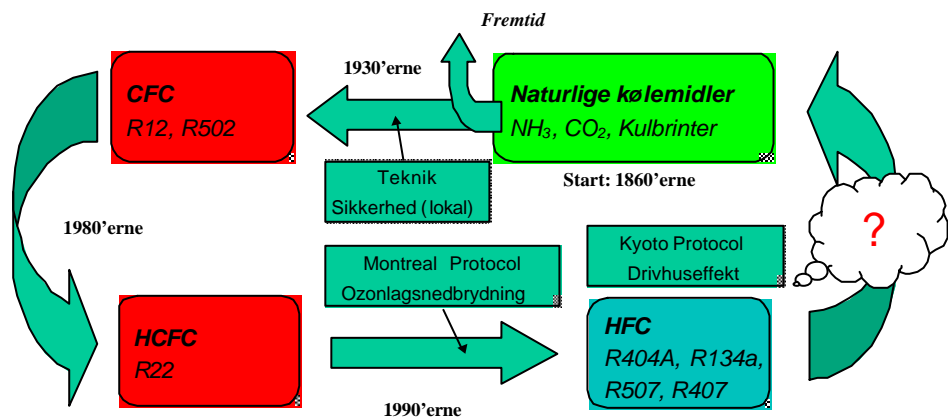 Fremtid
1930'erne
CFC
R12, R502
Naturlige kølemidler
NH₃, CO₂, Kulbrinter
Teknik
Sikkerhed (lokal)
Start: 1860'erne
1980'erne
?
Kyoto Protocol
Drivhuseffekt
Montreal Protocol
Ozonlagsnedbrydning
HCFC
R22
HFC
R404A, R134a,
R507, R407
1990'erne